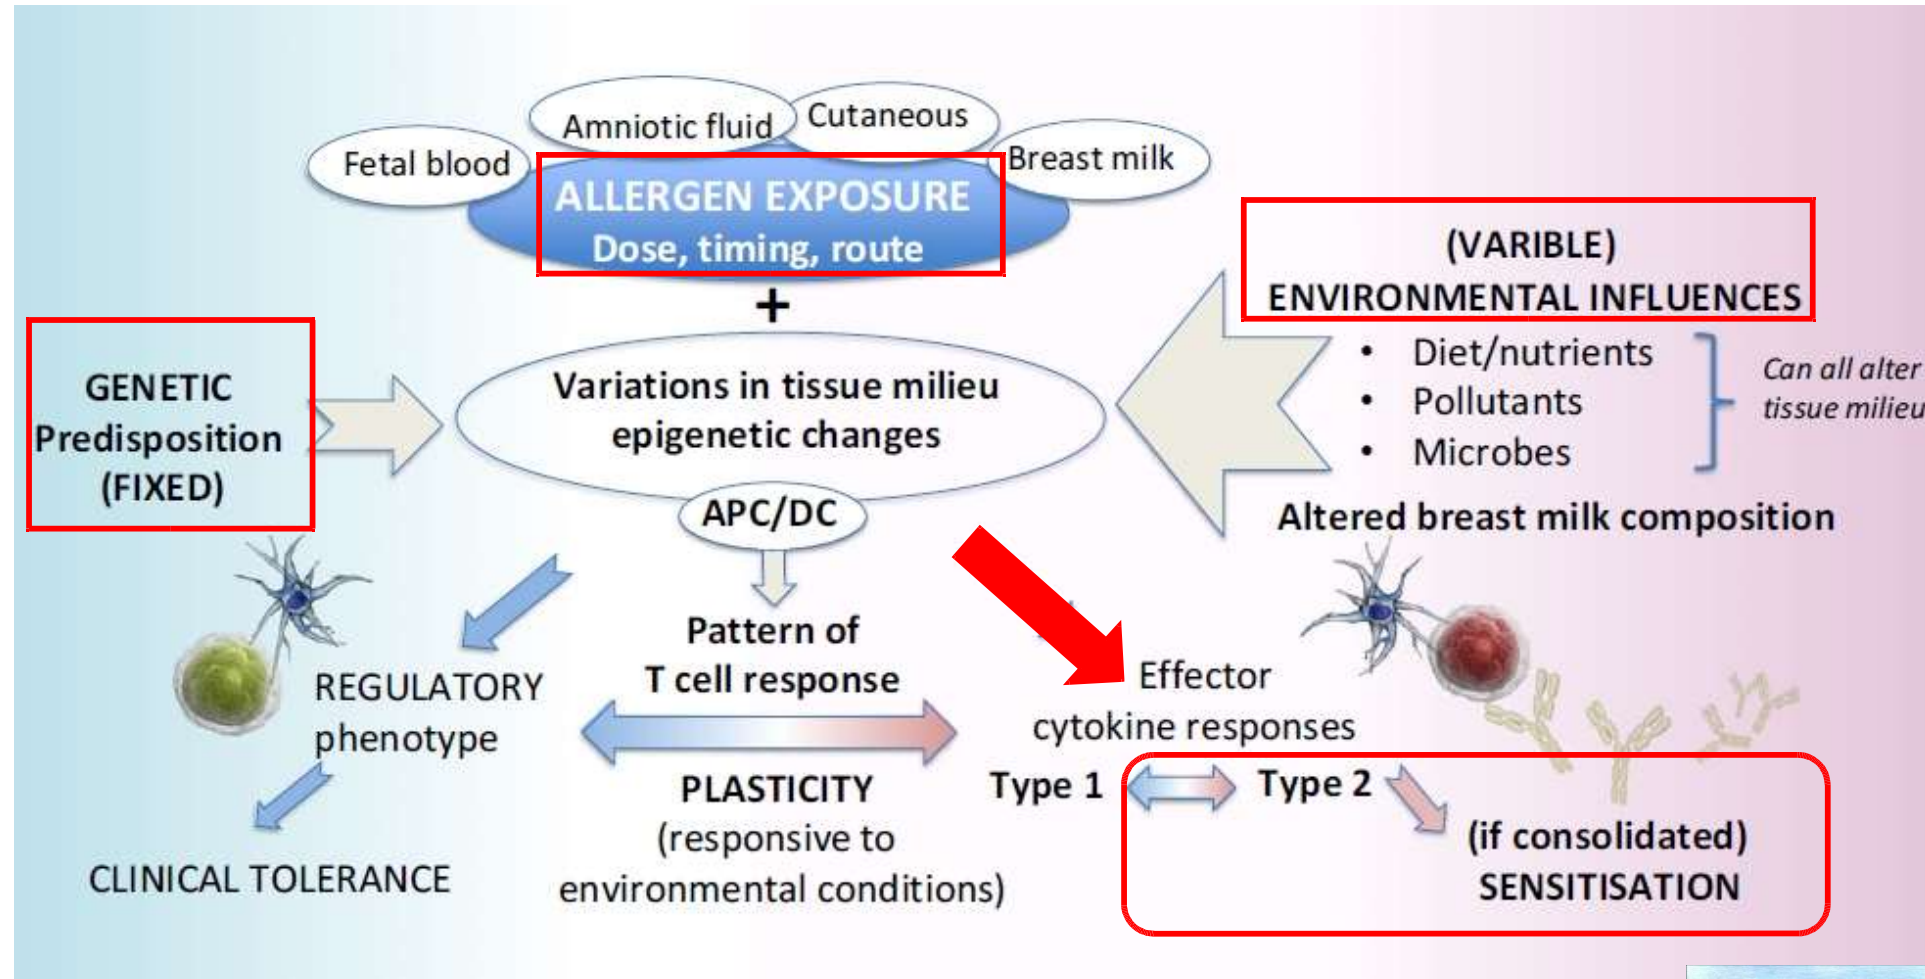 Fetal blood
Amniotic fluid
Cutaneous
Breast milk
ALLERGEN EXPOSURE
Dose, timing, route
+
GENETIC
Predisposition
(FIXED)
Variations in tissue milieu
epigenetic changes
APC/DC
(VARIBLE)
ENVIRONMENTAL INFLUENCES
• Diet/nutrients
• Pollutants
• Microbes
Can all alter
tissue milieu
Altered breast milk composition
Pattern of
T cell response
REGULATORY
phenotype
CLINICAL TOLERANCE
PLASTICITY
(responsive to
environmental conditions)
Effector
cytokine responses
Type 1
Type 2
(if consolidated)
SENSITISATION